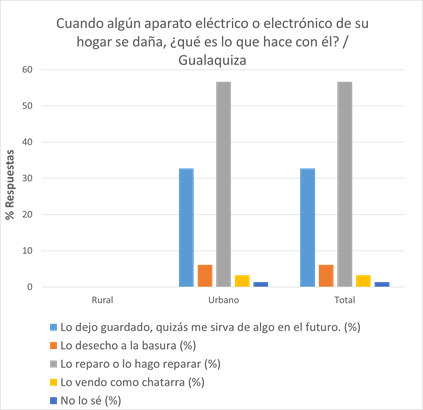 Cuando algún aparato eléctrico o electrónico de su
hogar se daña, ¿qué es lo que hace con él? /
Gualaquiza
60
50
40
30
20
10
0
% Respuestas
Rural
Urbano
Total
Lo dejo guardado, quizás me sirva de algo en el futuro. (%)
Lo desecho a la basura (%)
Lo reparo o lo hago reparar (%)
Lo vendo como chatarra (%)
No lo sé (%)